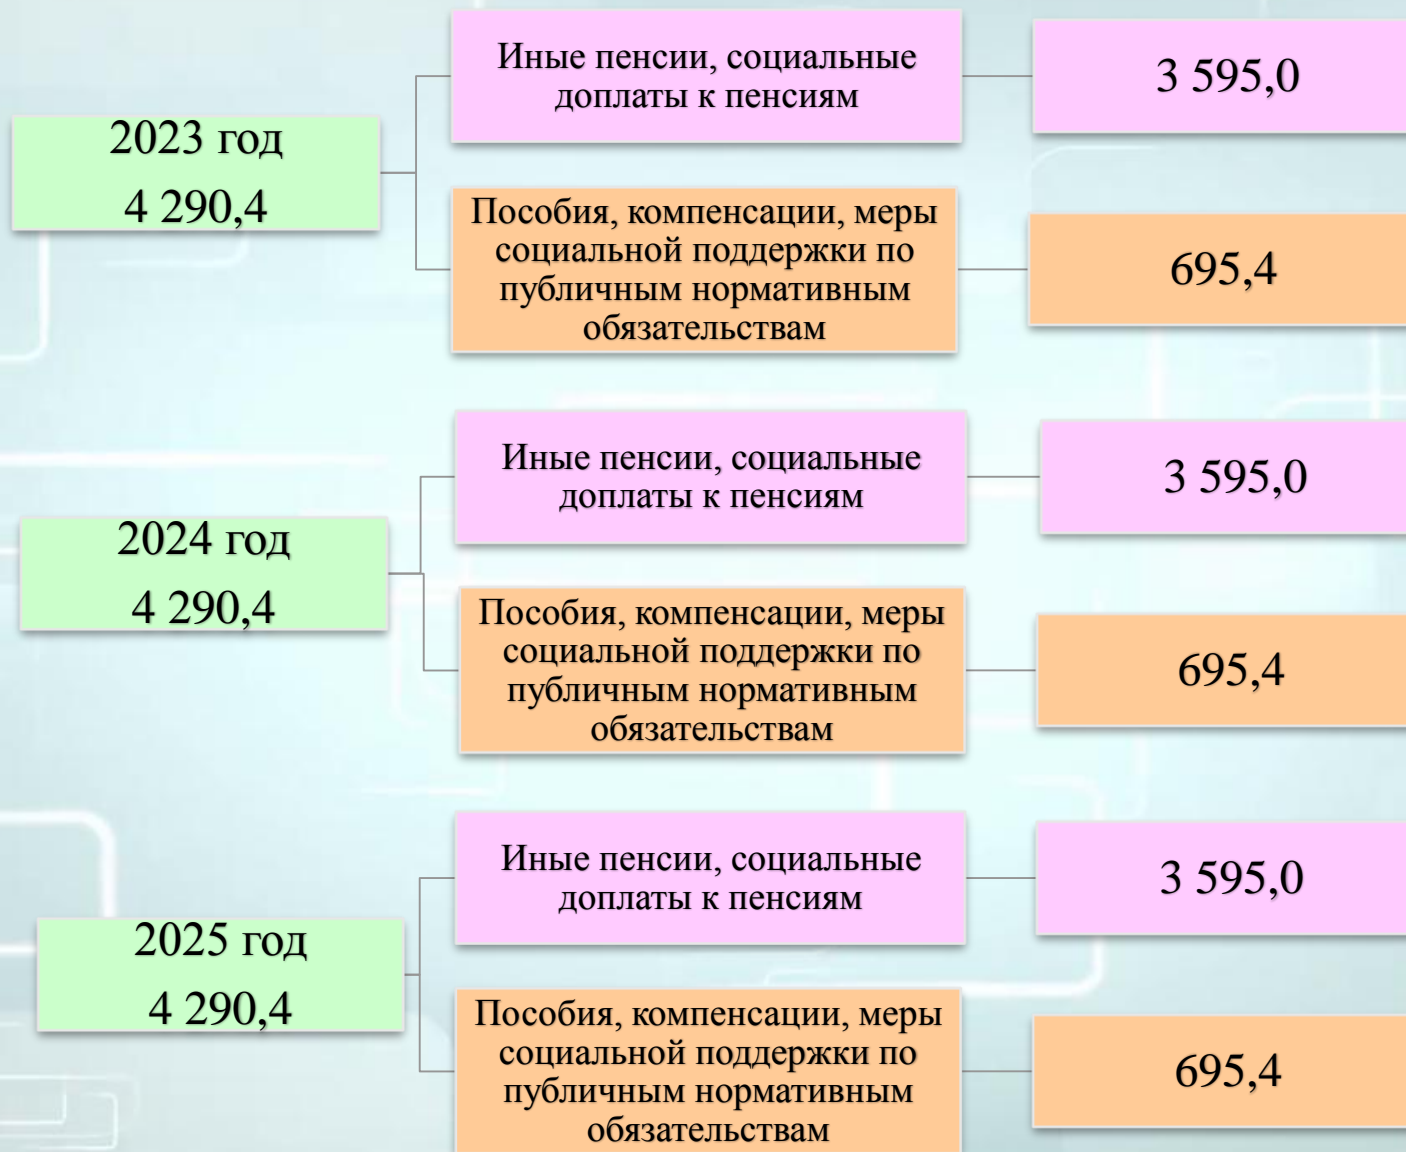 2023 год
4 290,4
Иные пенсии, социальные
доплаты к пенсиям
3 595,0
Пособия, компенсации, меры
социальной поддержки по
публичным нормативным
обязательствам
695,4
2024 год
4 290,4
Иные пенсии, социальные
доплаты к пенсиям
3 595,0
Пособия, компенсации, меры
социальной поддержки по
публичным нормативным
обязательствам
695,4
2025 год
4 290,4
Иные пенсии, социальные
доплаты к пенсиям
3 595,0
Пособия, компенсации, меры
социальной поддержки по
публичным нормативным
обязательствам
695,4